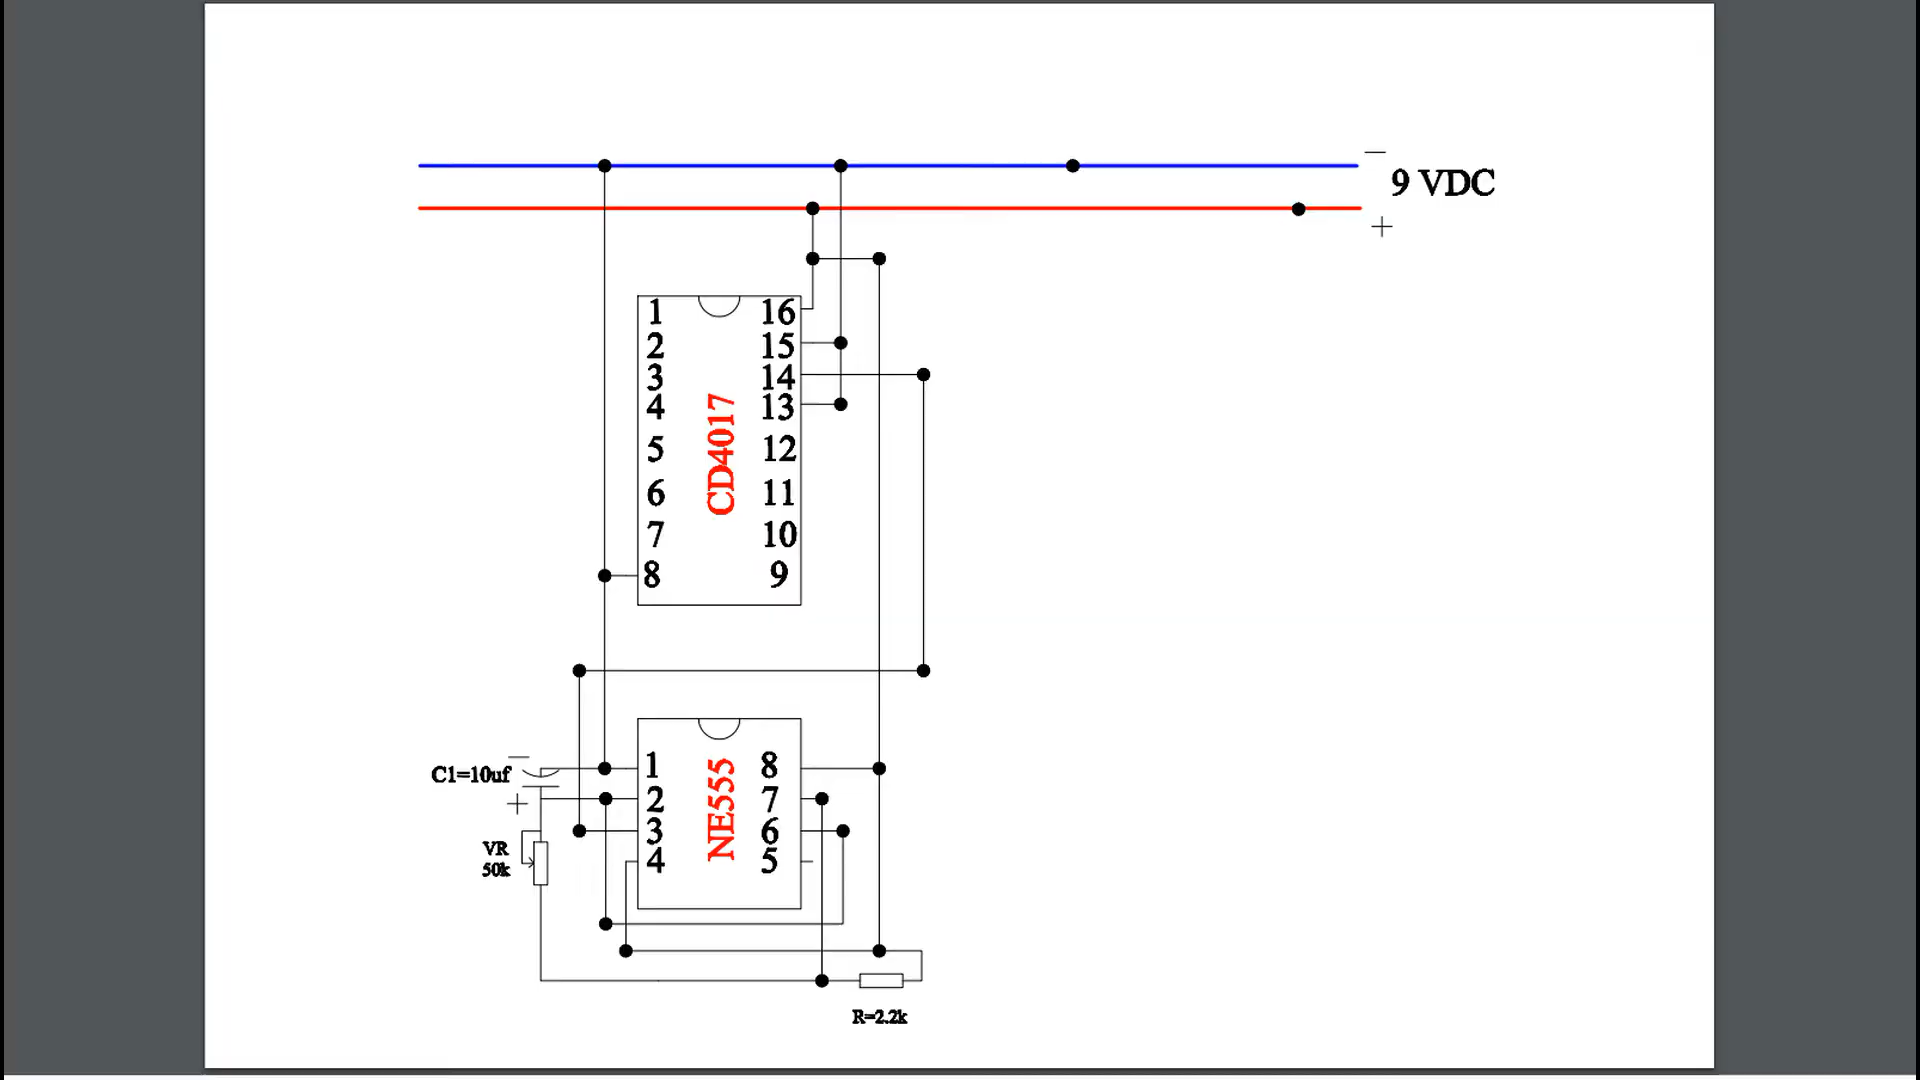 −
9 VDC
+
1 16
2 15
3 14
4 13
5 12
6 11
7 10
8 9
CD4017
−
C1=10uf
+
VR
50k
1 8
2 7
3 6
4 5
NE555
R=2.2k